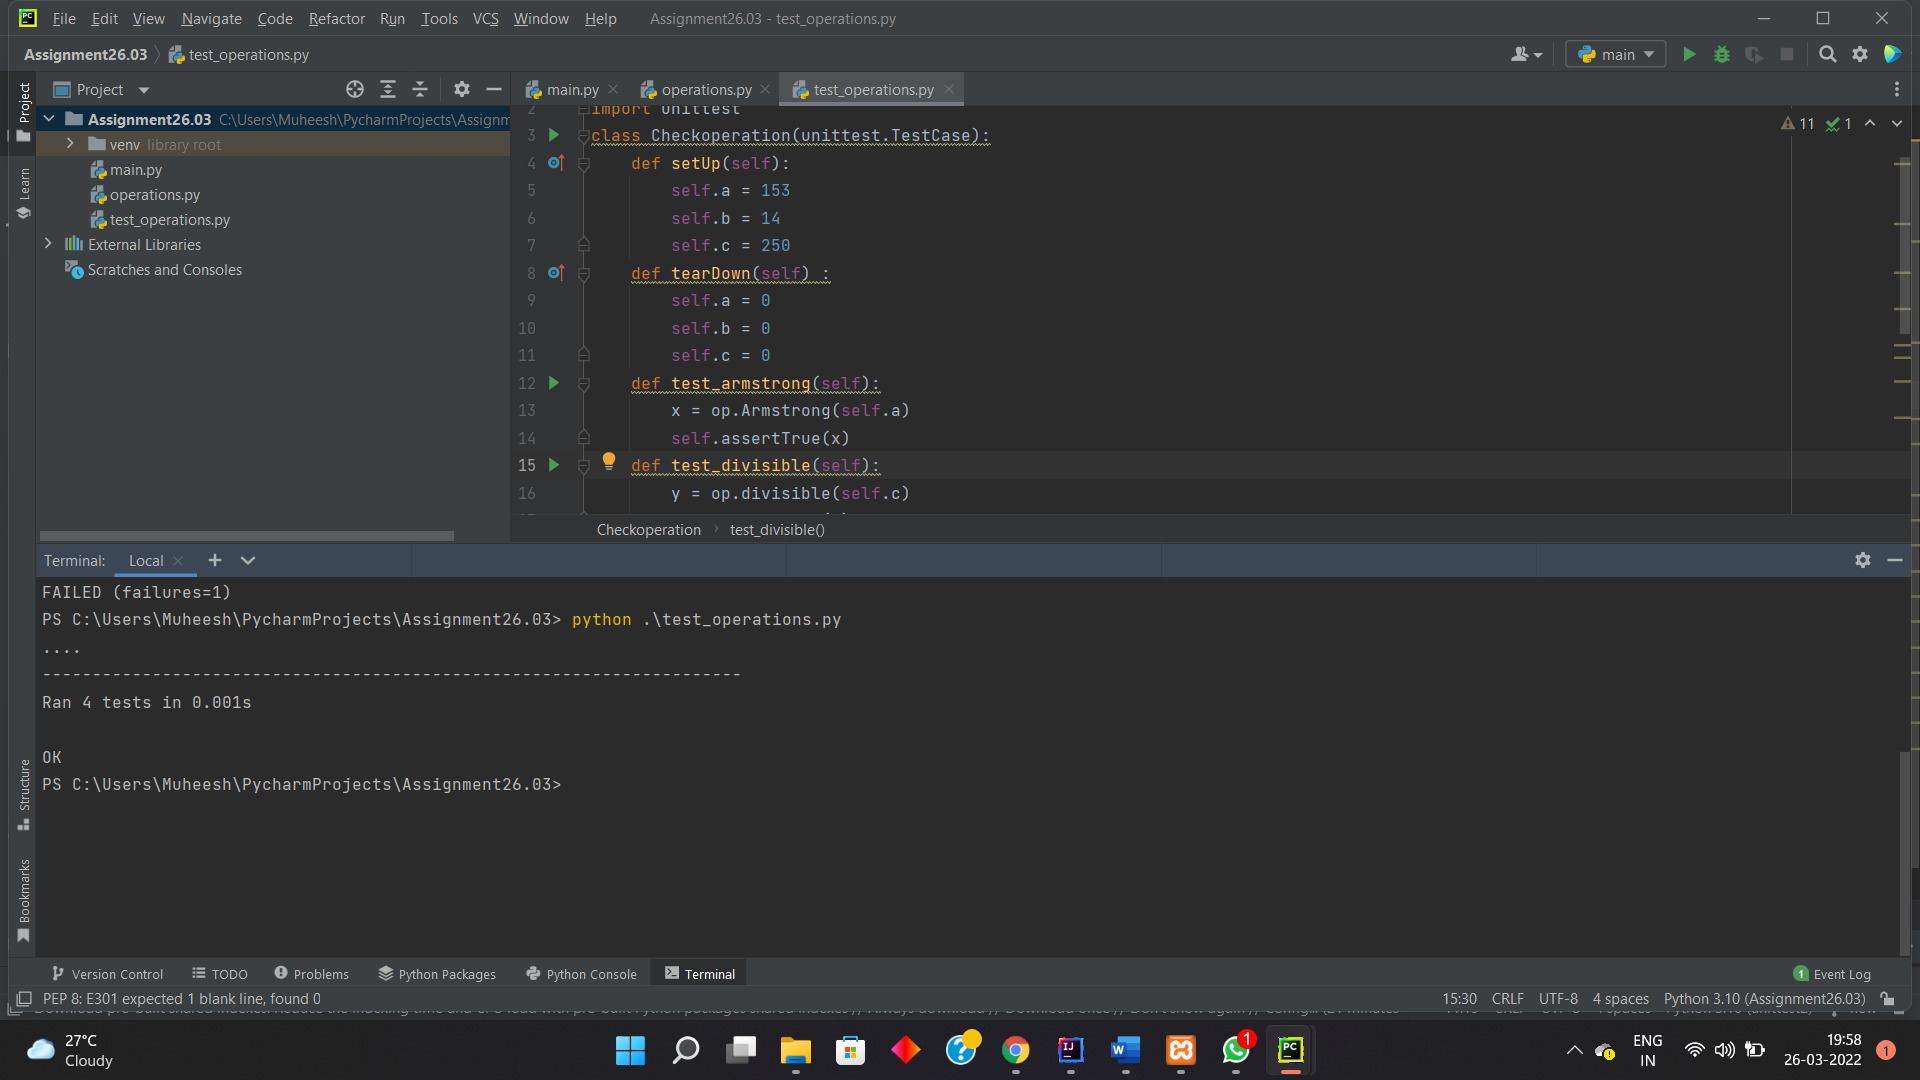 File Edit View Navigate Code Refactor Run Tools VCS Window Help Assignment26.03 - test_operations.py
Assignment26.03 test_operations.py main
Project
Project main.py operations.py test_operations.py
Assignment26.03 C:\Users\Muheesh\PycharmProjects\Assignm
venv library root
main.py
operations.py
test_operations.py
External Libraries
Scratches and Consoles
Learn
11 1
2 import unittest
3 class Checkoperation(unittest.TestCase):
4 def setUp(self):
5 self.a = 153
6 self.b = 14
7 self.c = 250
8 def tearDown(self) :
9 self.a = 0
10 self.b = 0
11 self.c = 0
12 def test_armstrong(self):
13 x = op.Armstrong(self.a)
14 self.assertTrue(x)
15 def test_divisible(self):
16 y = op.divisible(self.c)
Checkoperation test_divisible()
Terminal: Local
FAILED (failures=1)
PS C:\Users\Muheesh\PycharmProjects\Assignment26.03> python .\test_operations.py
....
----------------------------------------------------------------------
Ran 4 tests in 0.001s
OK
PS C:\Users\Muheesh\PycharmProjects\Assignment26.03>
Structure
Bookmarks
Version Control TODO Problems Python Packages Python Console Terminal 1 Event Log
PEP 8: E301 expected 1 blank line, found 0 15:30 CRLF UTF-8 4 spaces Python 3.10 (Assignment26.03)
27°C
Cloudy
ENG
IN
19:58
26-03-2022
1
1